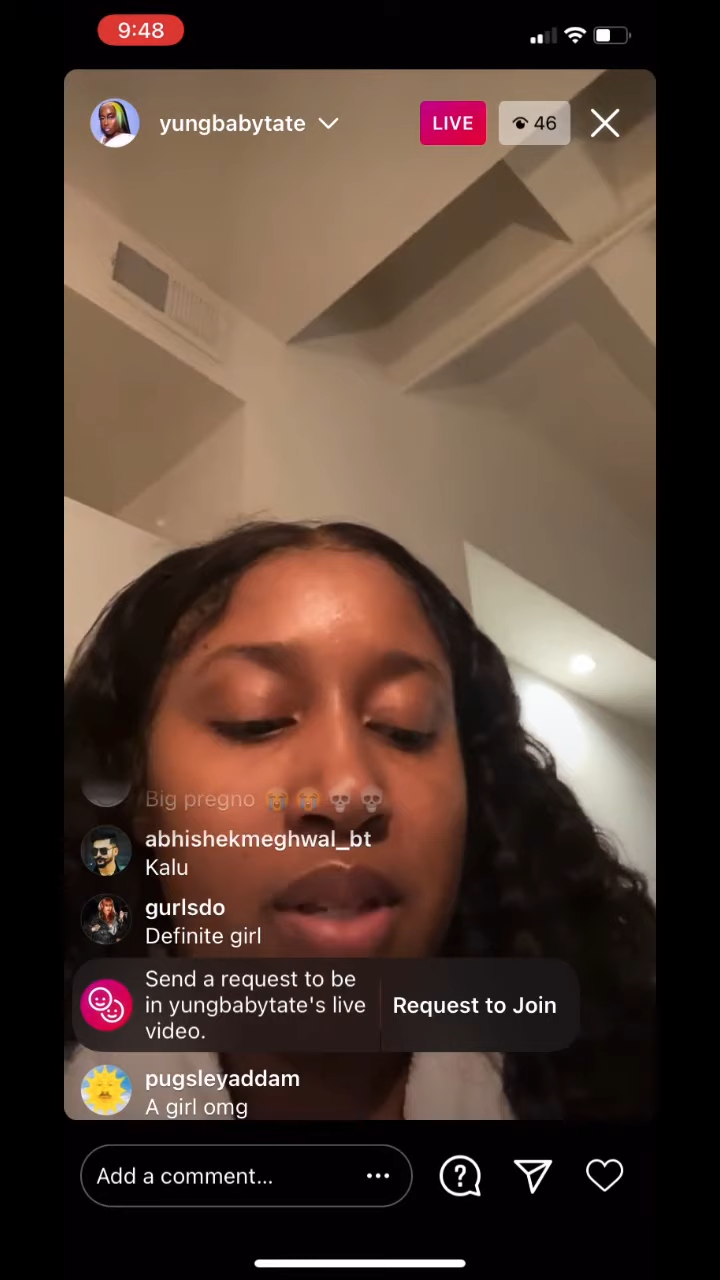 9:48
yungbabytate
LIVE
46
Big pregno 😭 😭 💀 💀
abhishekmeghwal_bt
Kalu
gurlsdo
Definite girl
Send a request to be
in yungbabytate's live
video.
Request to Join
pugsleyaddam
A girl omg
Add a comment...